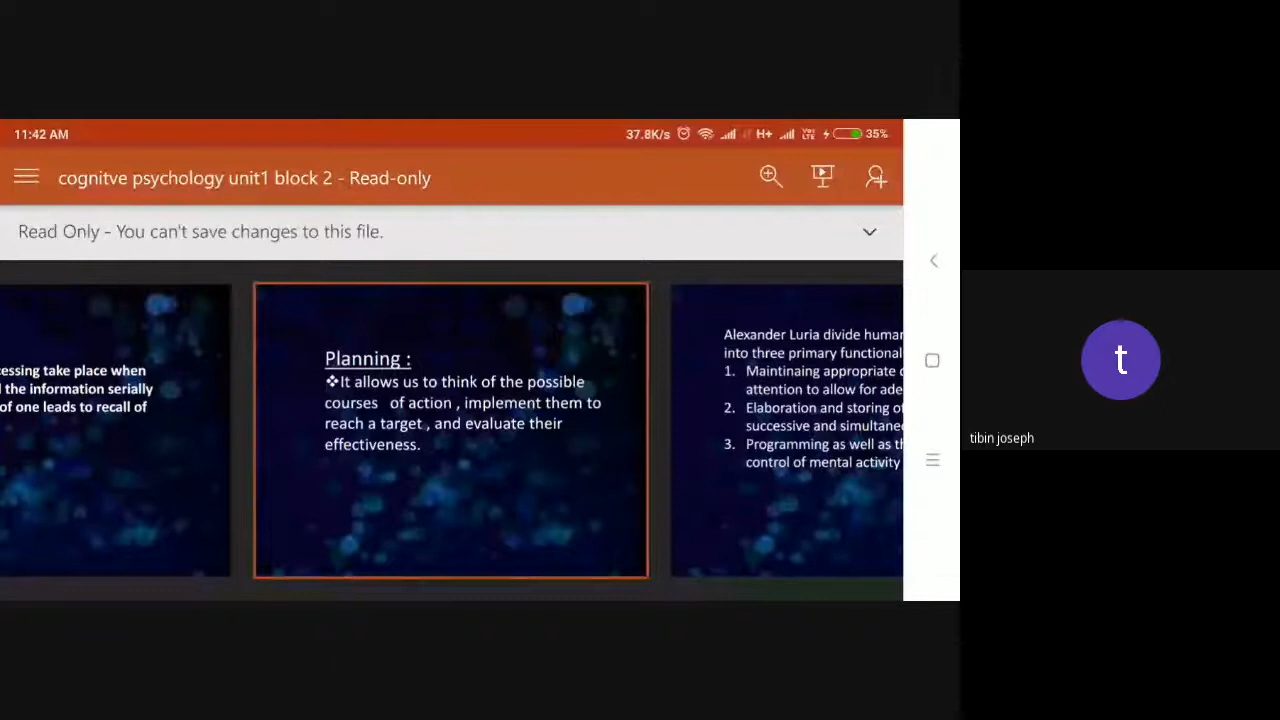 11:42 AM
37.8K/s H+ Vo LTE 35%
cognitve psychology unit1 block 2 - Read-only
Read Only - You can't save changes to this file.
essing take place when
the information serially
of one leads to recall of
Planning :
❖It allows us to think of the possible
courses of action , implement them to
reach a target , and evaluate their
effectiveness.
Alexander Luria divide human
into three primary functional
1. Maintinaing appropriate
attention to allow for ade
2. Elaboration and storing of
successive and simultane
3. Programming as well as th
control of mental activity
t
tibin joseph